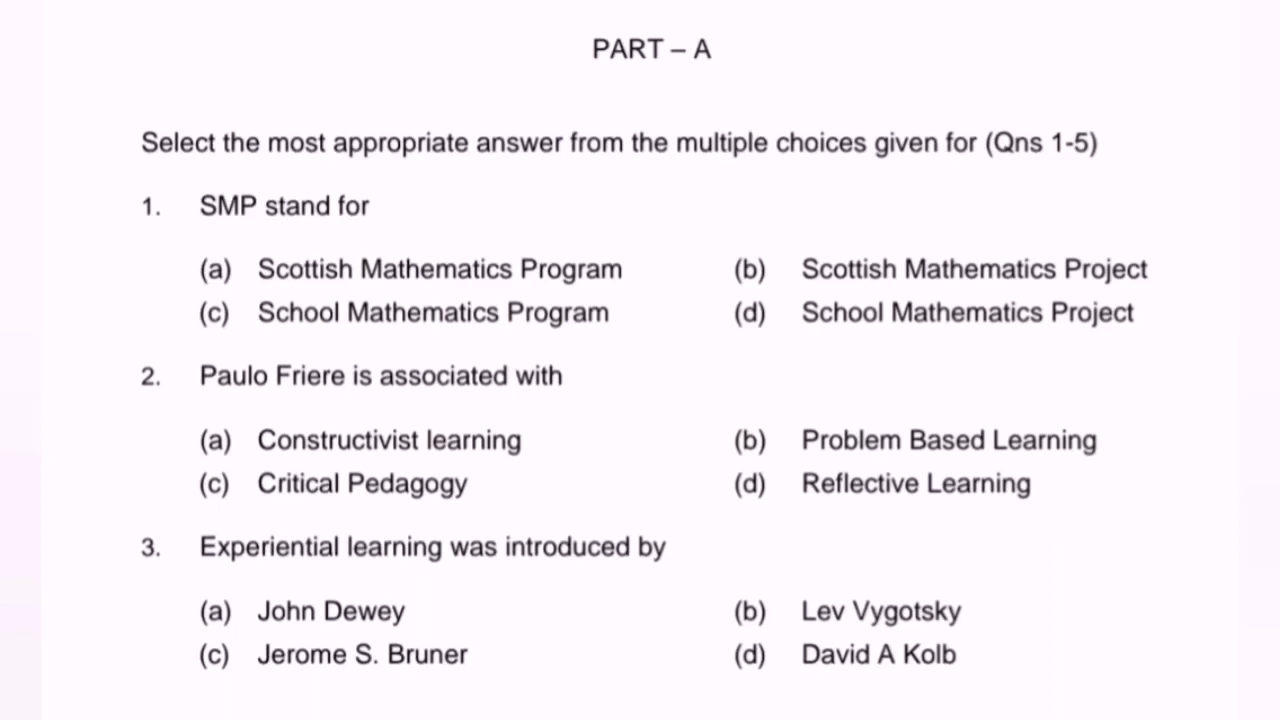 PART – A
Select the most appropriate answer from the multiple choices given for (Qns 1-5)
1. SMP stand for
(a) Scottish Mathematics Program (b) Scottish Mathematics Project
(c) School Mathematics Program (d) School Mathematics Project
2. Paulo Friere is associated with
(a) Constructivist learning (b) Problem Based Learning
(c) Critical Pedagogy (d) Reflective Learning
3. Experiential learning was introduced by
(a) John Dewey (b) Lev Vygotsky
(c) Jerome S. Bruner (d) David A Kolb